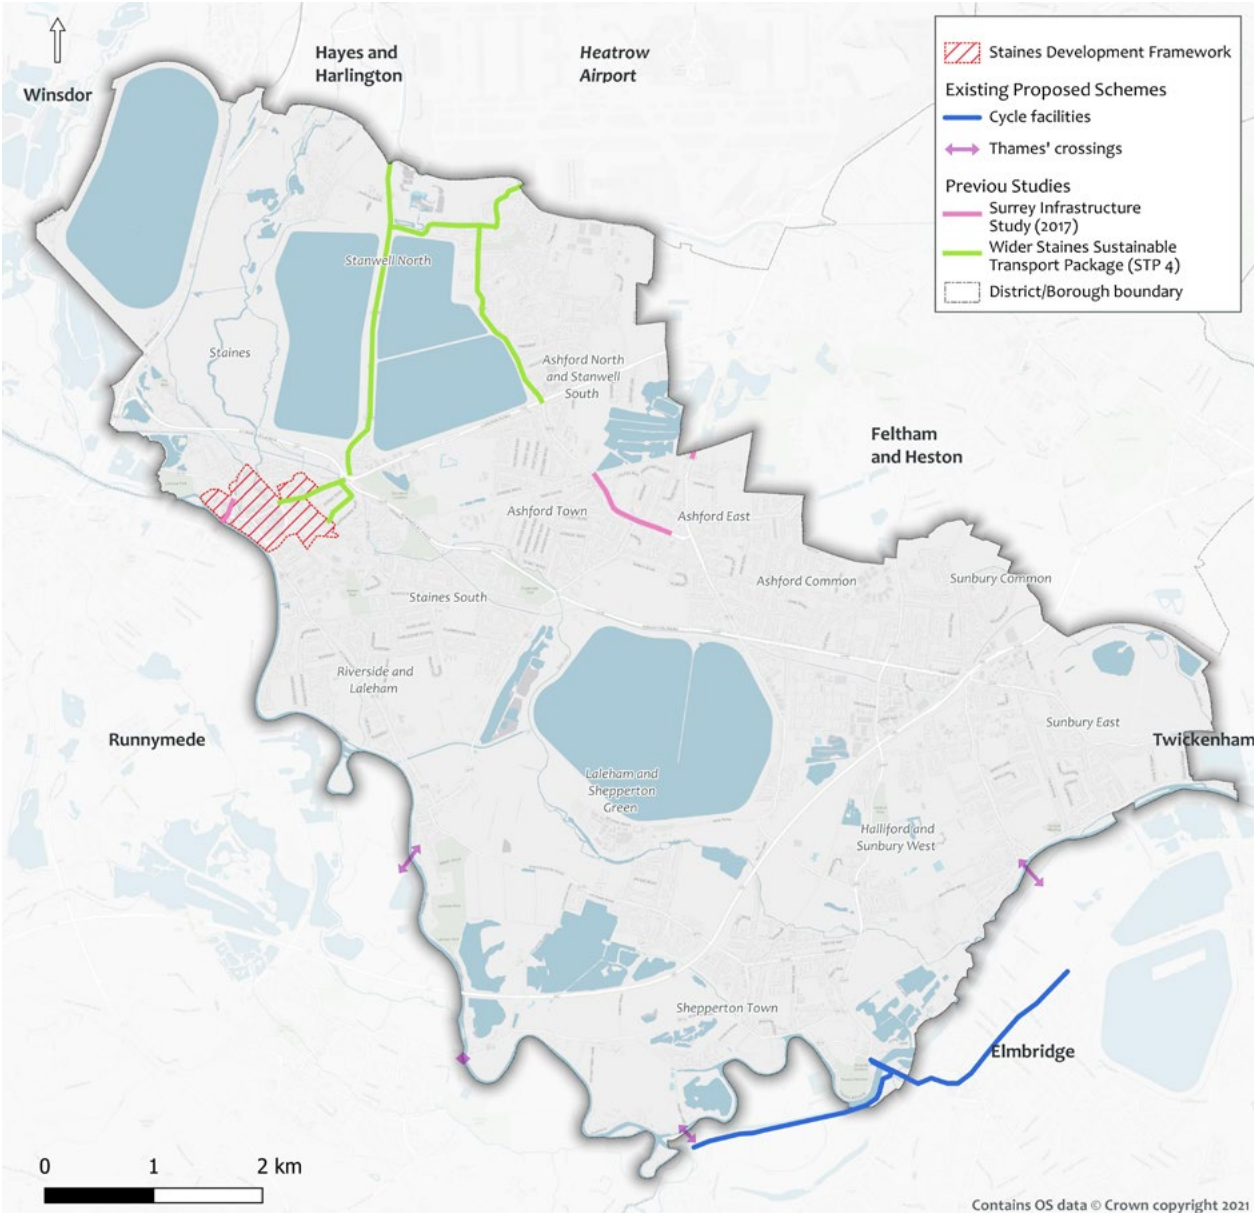 Hayes and
Harlington
Heatrow
Airport
Winsdor
Staines Development Framework
Existing Proposed Schemes
Cycle facilities
Thames' crossings
Previou Studies
Surrey Infrastructure
Study (2017)
Wider Staines Sustainable
Transport Package (STP 4)
District/Borough boundary
Stanwell North
Staines
Ashford North
and Stanwell
South
Feltham
and Heston
Ashford Town
Ashford East
Ashford Common
Sunbury Common
Staines South
Riverside and
Laleham
Runnymede
Sunbury East
Twickenham
Laleham and
Shepperton
Green
Halliford and
Sunbury West
Shepperton Town
Elmbridge
0 1 2 km
Contains OS data © Crown copyright 2021